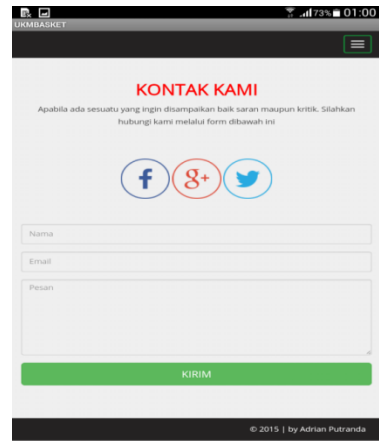 73% 01:00
UKMBASKET
KONTAK KAMI
Apabila ada sesuatu yang ingin disampaikan baik saran maupun kritik. Silahkan
hubungi kami melalui form dibawah ini
f g+
Nama
Email
Pesan
KIRIM
© 2015 | by Adrian Putranda